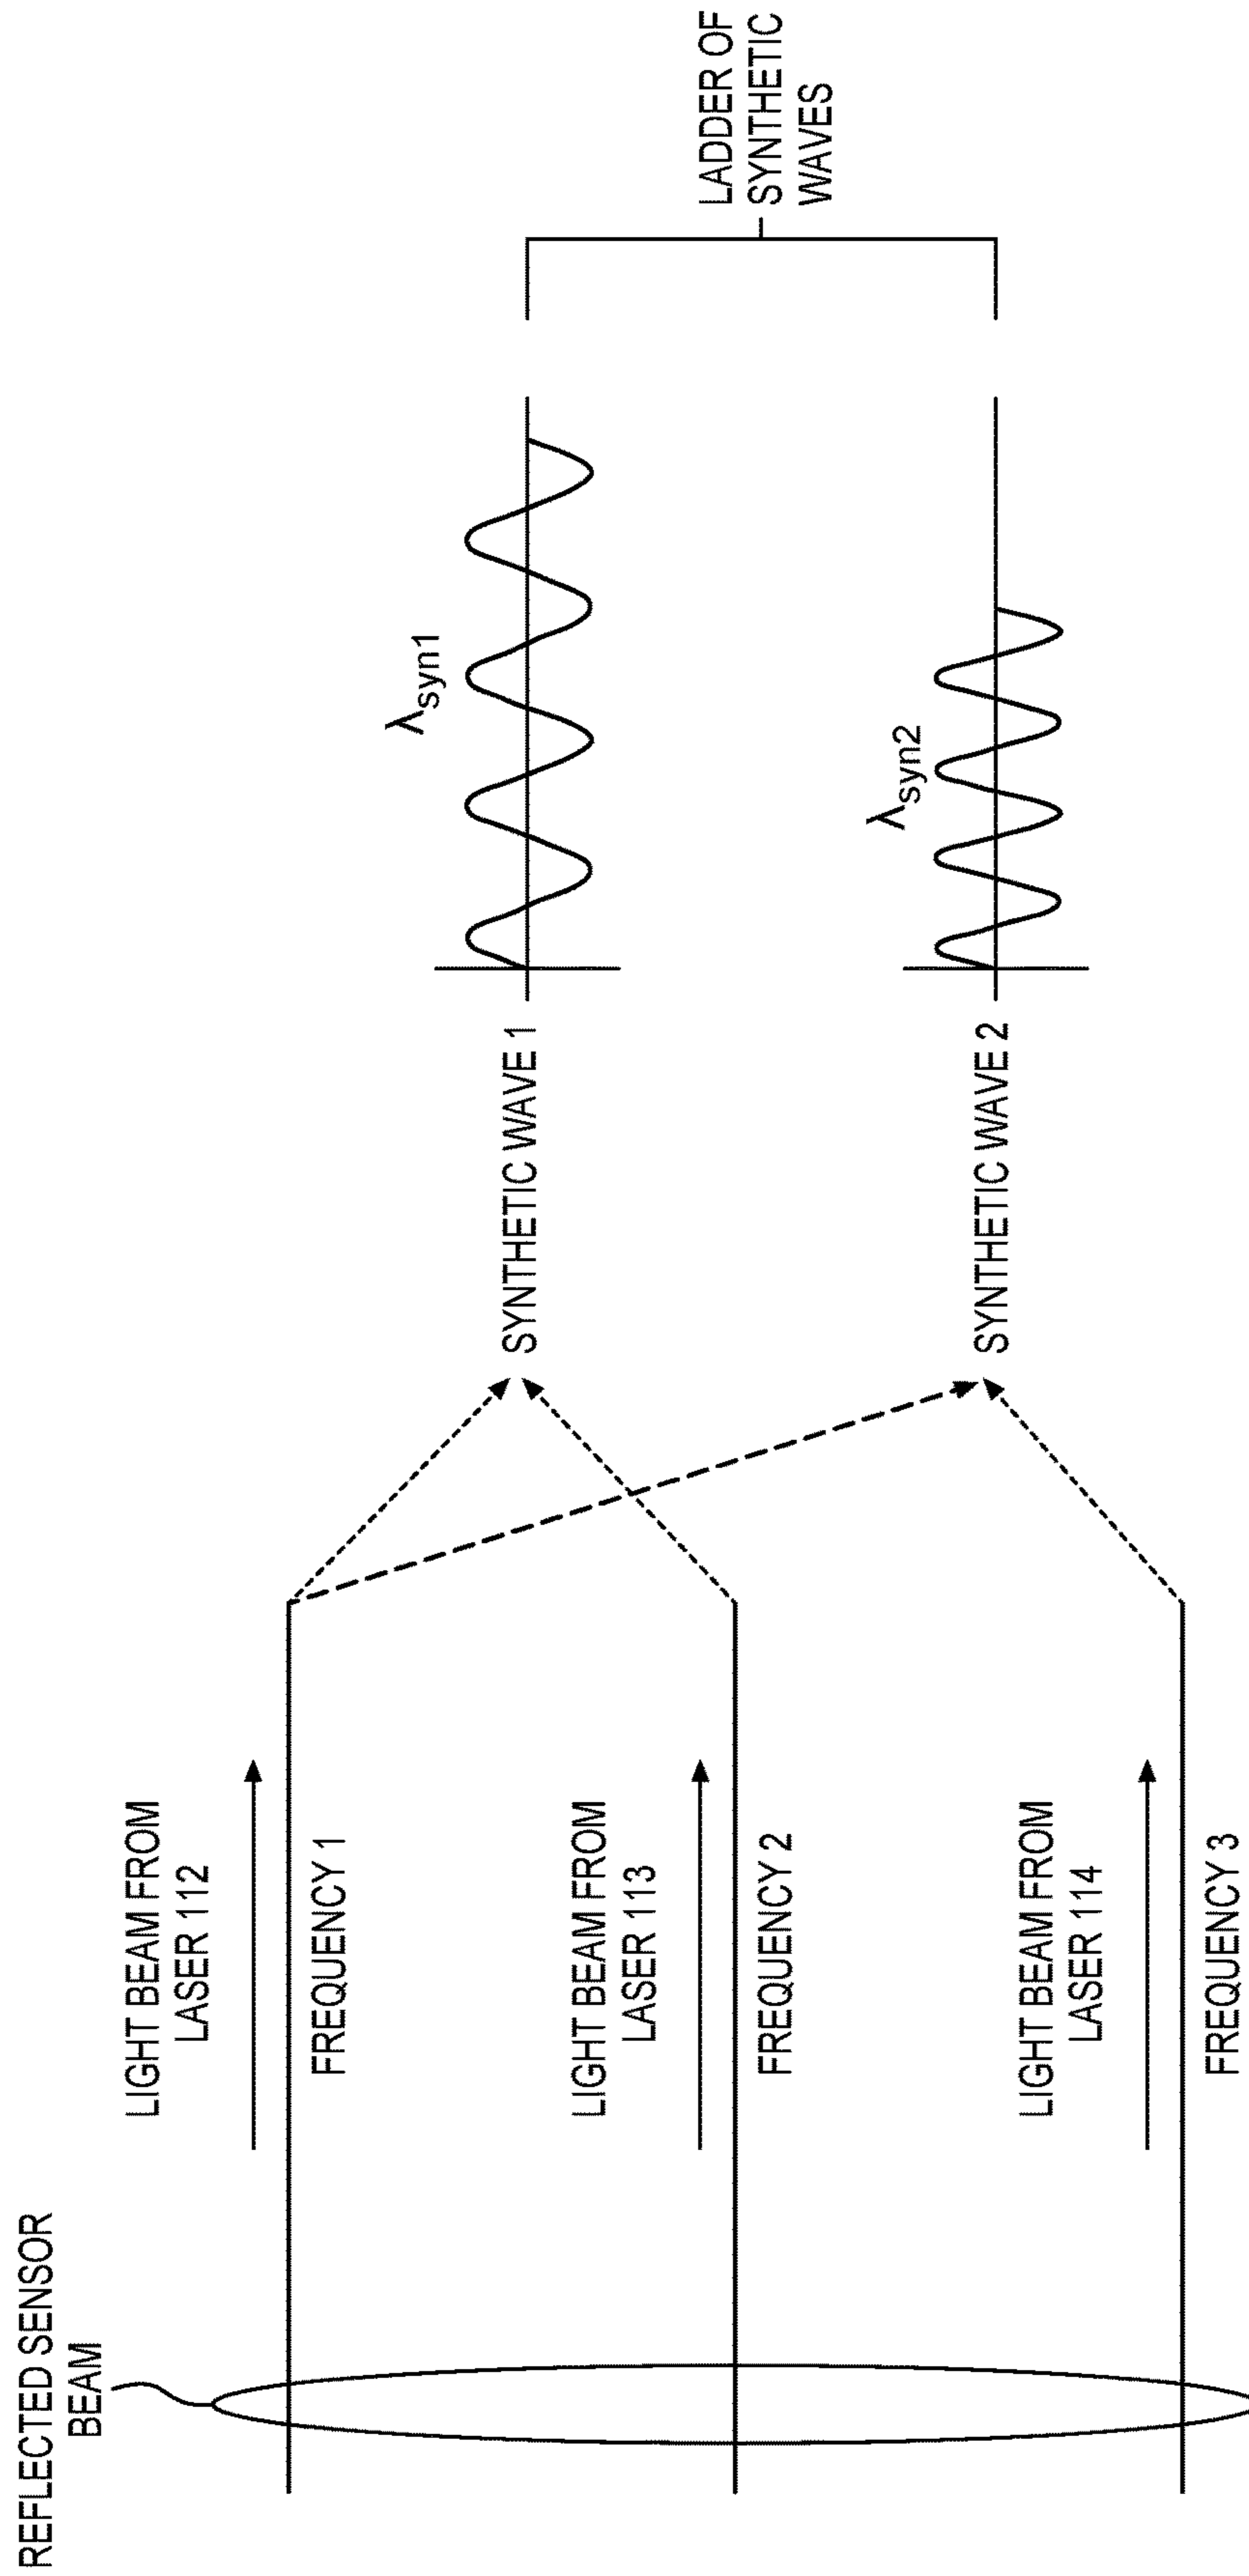 REFLECTED SENSOR
BEAM
LIGHT BEAM FROM
LASER 112
FREQUENCY 1
LIGHT BEAM FROM
LASER 113
FREQUENCY 2
LIGHT BEAM FROM
LASER 114
FREQUENCY 3
SYNTHETIC WAVE 1
SYNTHETIC WAVE 2
λsyn1
λsyn2
LADDER OF
SYNTHETIC
WAVES